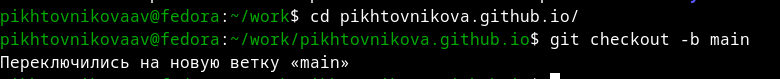 pikhtovnikovaav@fedora:~/work$ cd pikhtovnikova.github.io/
pikhtovnikovaav@fedora:~/work/pikhtovnikova.github.io$ git checkout -b main
Переключились на новую ветку «main»